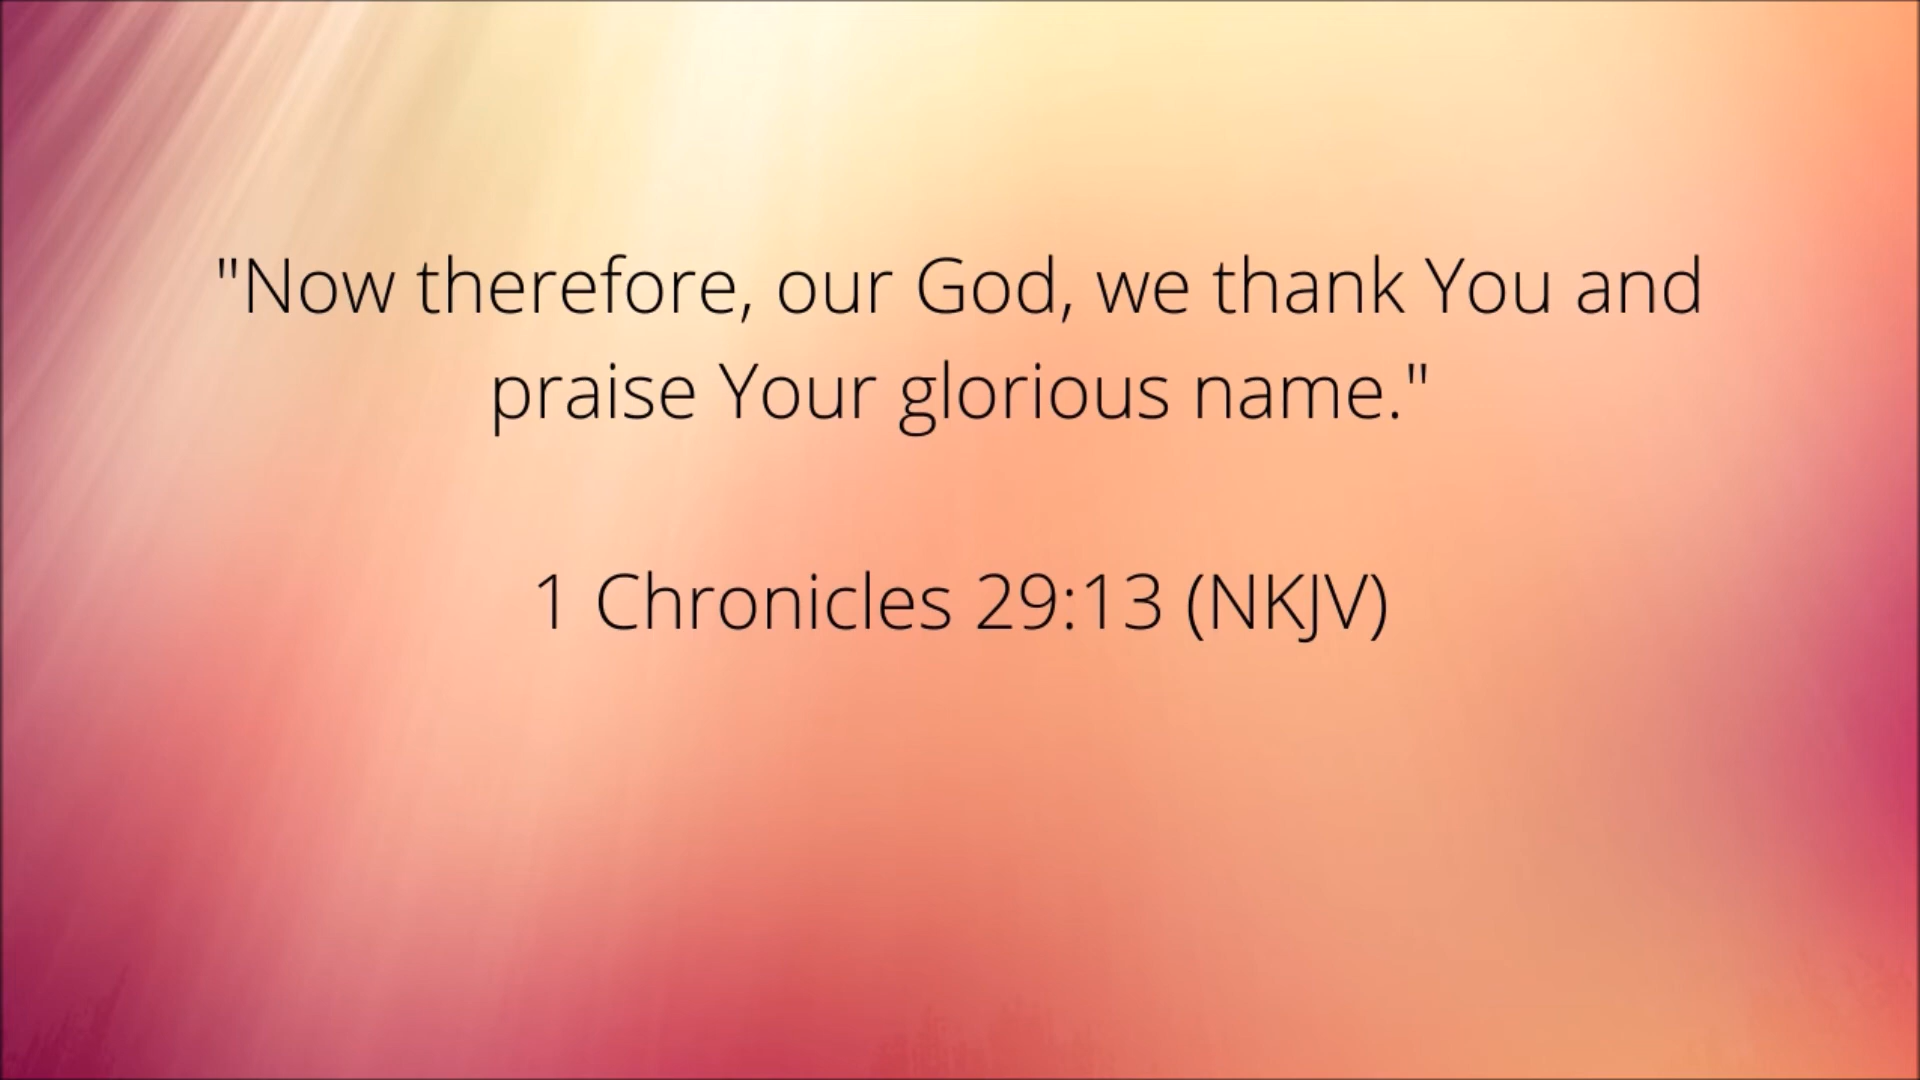 "Now therefore, our God, we thank You and
praise Your glorious name."
1 Chronicles 29:13 (NKJV)